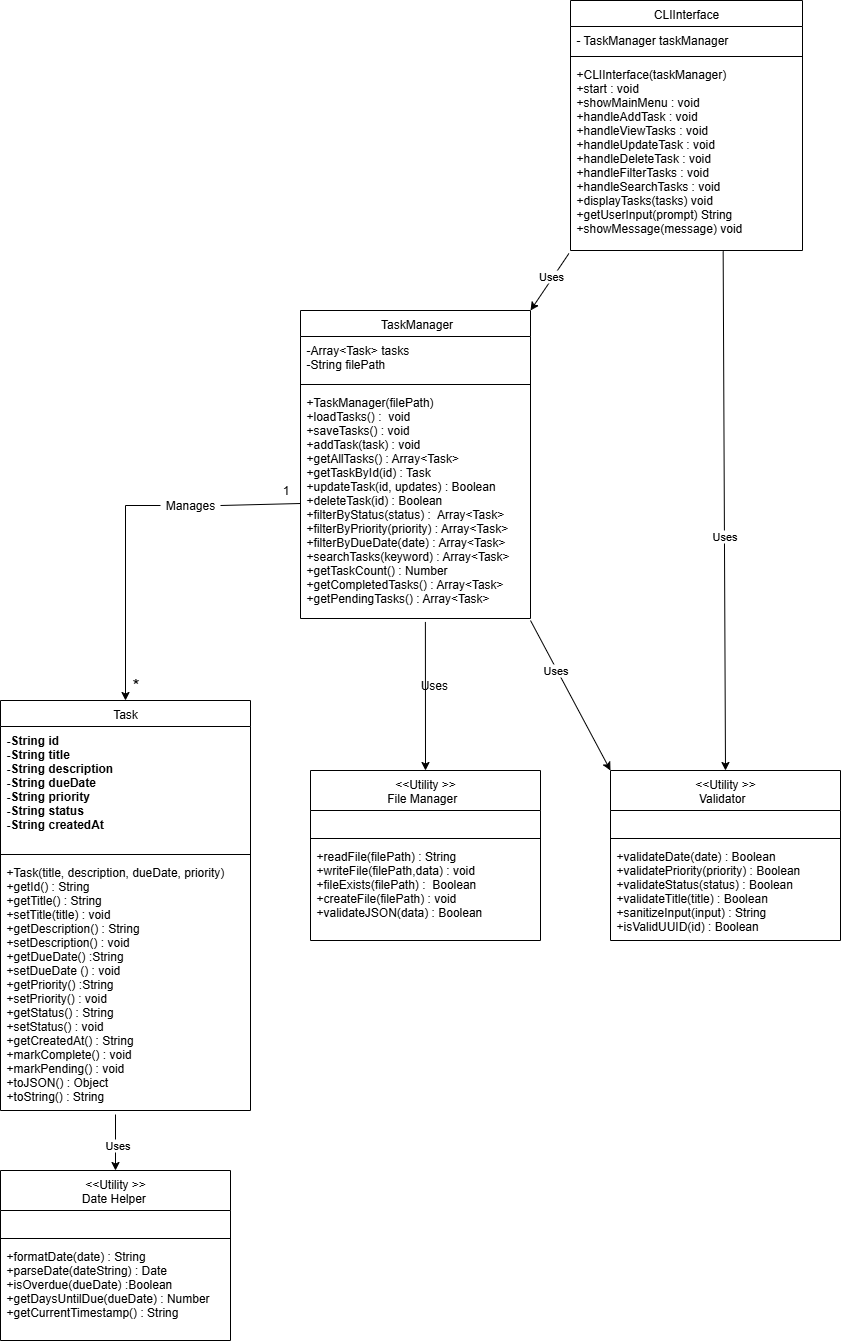 CLIInterface
- TaskManager taskManager
+CLIInterface(taskManager)
+start : void
+showMainMenu : void
+handleAddTask : void
+handleViewTasks : void
+handleUpdateTask : void
+handleDeleteTask : void
+handleFilterTasks : void
+handleSearchTasks : void
+displayTasks(tasks) void
+getUserInput(prompt) String
+showMessage(message) void
Uses
TaskManager
-Array<Task> tasks
-String filePath
+TaskManager(filePath)
+loadTasks() :  void
+saveTasks() : void
+addTask(task) : void
+getAllTasks() : Array<Task>
+getTaskById(id) : Task
+updateTask(id, updates) : Boolean
+deleteTask(id) : Boolean
+filterByStatus(status) :  Array<Task>
+filterByPriority(priority) : Array<Task>
+filterByDueDate(date) : Array<Task>
+searchTasks(keyword) : Array<Task>
+getTaskCount() : Number
+getCompletedTasks() : Array<Task>
+getPendingTasks() : Array<Task>
1
Manages
*
Uses
Uses
Uses
Task
-String id
-String title
-String description
-String dueDate
-String priority
-String status
-String createdAt
+Task(title, description, dueDate, priority)
+getId() : String
+getTitle() : String
+setTitle(title) : void
+getDescription() : String
+setDescription() : void
+getDueDate() :String
+setDueDate () : void
+getPriority() :String
+setPriority() : void
+getStatus() : String
+setStatus() : void
+getCreatedAt() : String
+markComplete() : void
+markPending() : void
+toJSON() : Object
+toString() : String
<<Utility >>
File Manager
+readFile(filePath) : String
+writeFile(filePath,data) : void
+fileExists(filePath) :  Boolean
+createFile(filePath) : void
+validateJSON(data) : Boolean
<<Utility >>
Validator
+validateDate(date) : Boolean
+validatePriority(priority) : Boolean
+validateStatus(status) : Boolean
+validateTitle(title) : Boolean
+sanitizeInput(input) : String
+isValidUUID(id) : Boolean
Uses
<<Utility >>
Date Helper
+formatDate(date) : String
+parseDate(dateString) : Date
+isOverdue(dueDate) :Boolean
+getDaysUntilDue(dueDate) : Number
+getCurrentTimestamp() : String